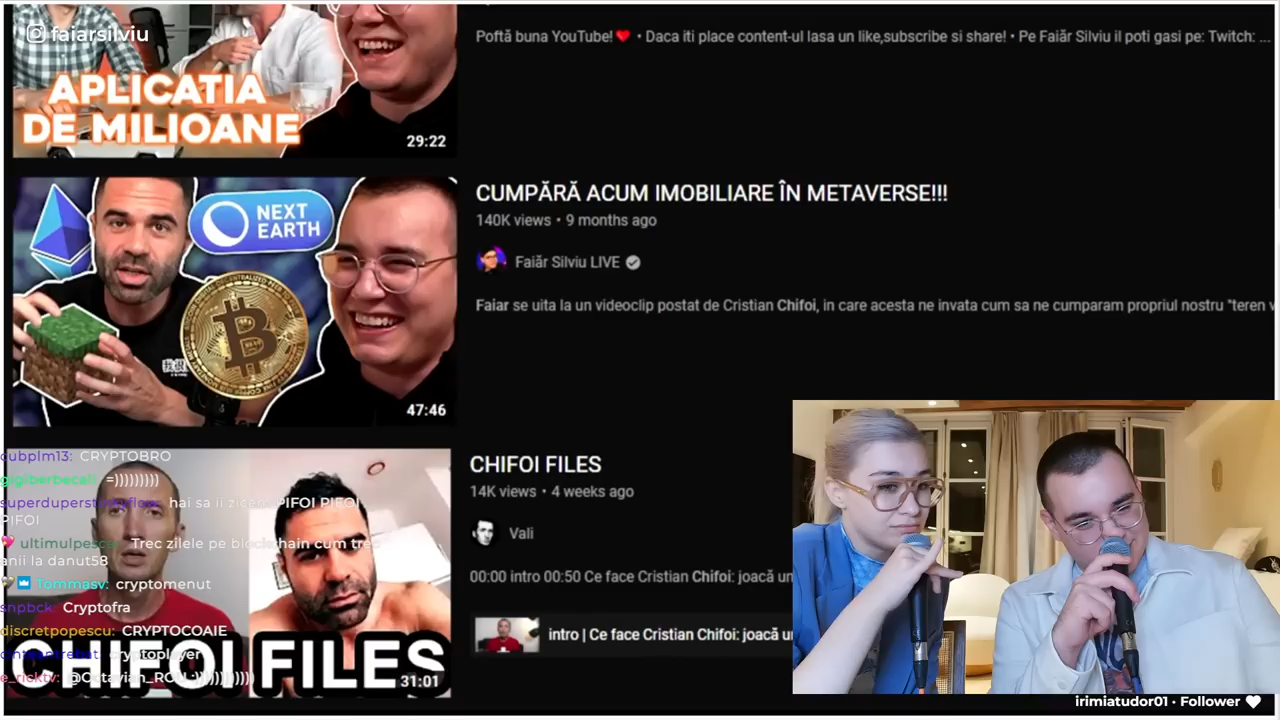 faiarsilviu
APLICATIA
DE MILIOANE
29:22
Poftă buna YouTube!❤ • Daca iti place content-ul lasa un like,subscribe si share! • Pe Faiăr Silviu il poti gasi pe: Twitch: ...
NEXT
EARTH
47:46
CUMPĂRĂ ACUM IMOBILIARE ÎN METAVERSE!!!
140K views • 9 months ago
Faiăr Silviu LIVE
Faiar se uita la un videoclip postat de Cristian Chifoi, in care acesta ne invata cum sa ne cumparam propriul nostru "teren v
CHIFOI FILES
14K views • 4 weeks ago
Vali
00:00 intro 00:50 Ce face Cristian Chifoi: joacă un
intro | Ce face Cristian Chifoi: joacă un
CHIFOI FILES
31:01
cubplm13: CRYPTOBRO
gigiberbecali: =)))))))))
hai sa ii zicem PIFOI PIFOI
PIFOI
ultimulpesc: Trec zilele pe blockchain cum trec
anii la danut58
Tommasv: cryptomenut
snpbck: Cryptofra
discretpopescu: CRYPTOCOAIE
cryptoplayer
e_ricktv:
irimiatudor01 · Follower